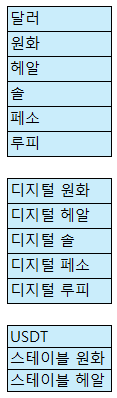 달러
원화
헤알
솔
페소
루피
디지털 원화
디지털 헤알
디지털 솔
디지털 페소
디지털 루피
USDT
스테이블 원화
스테이블 헤알